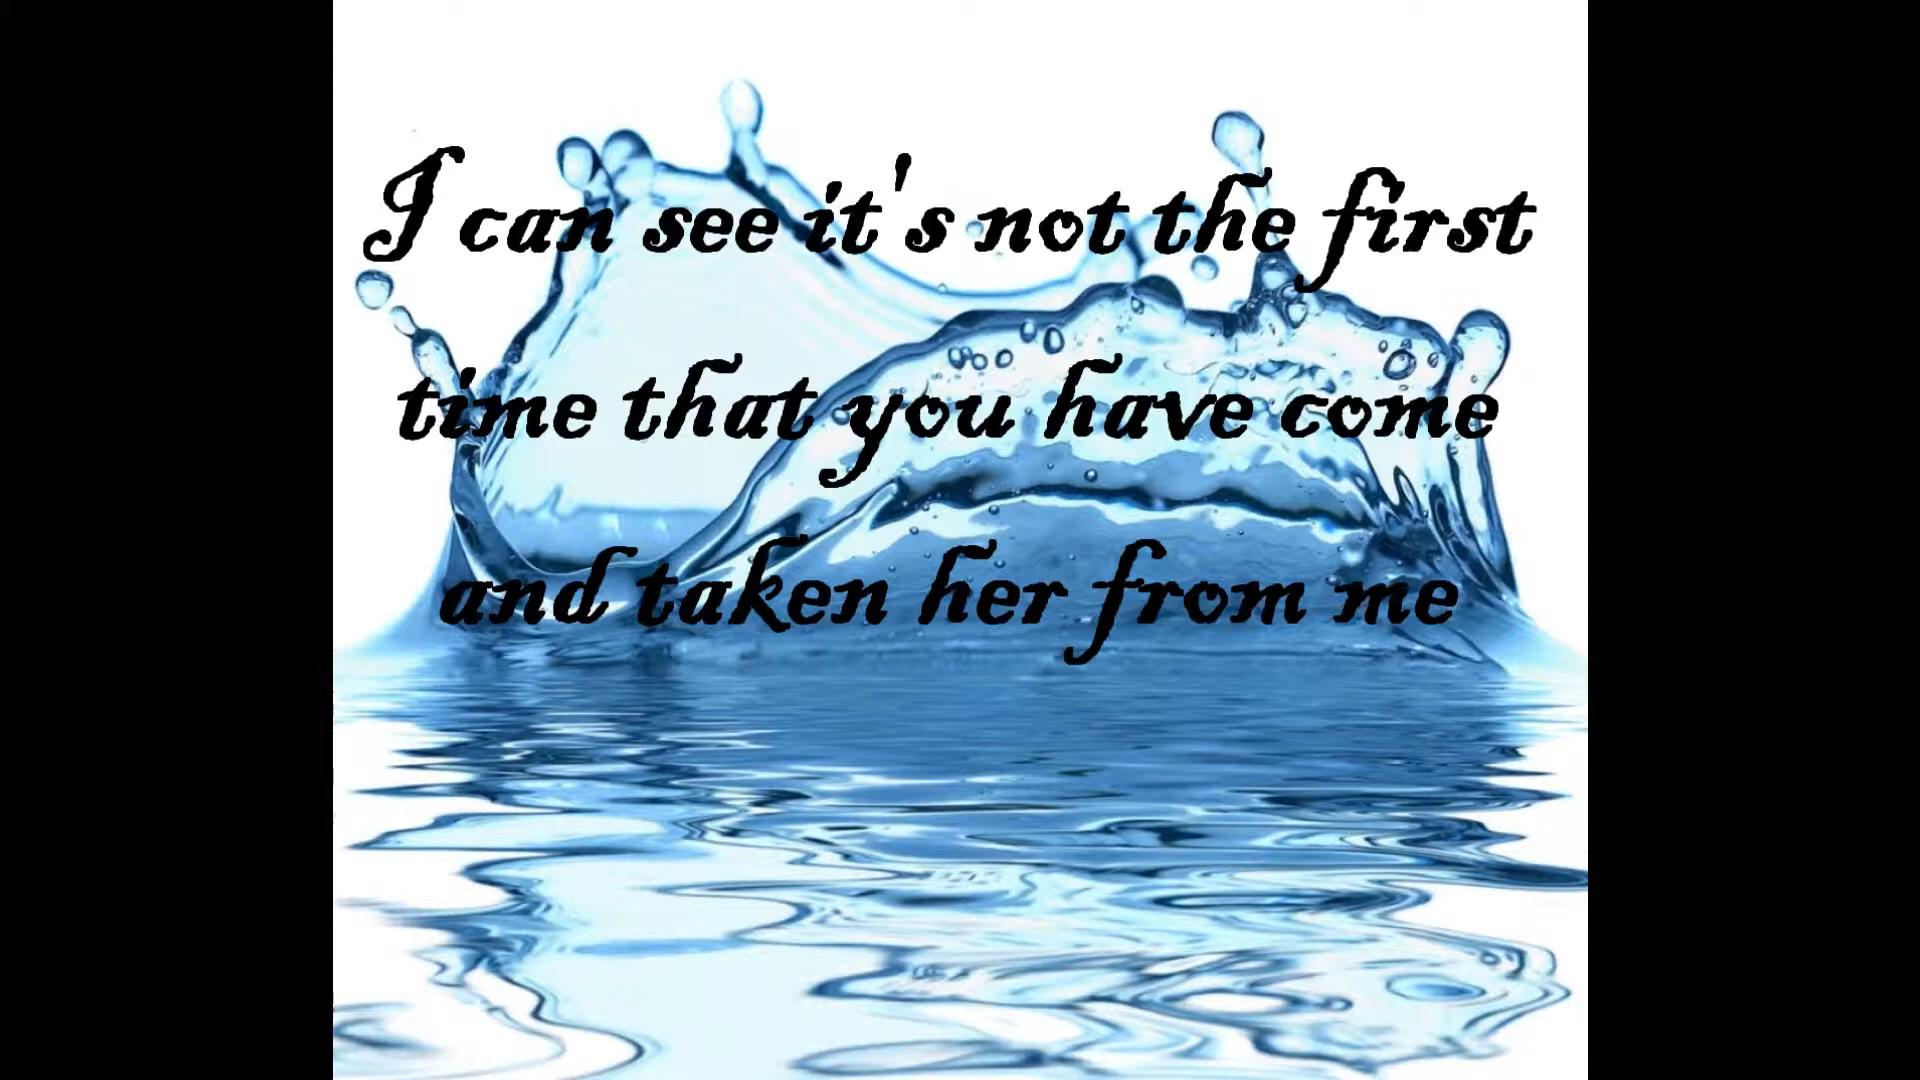 I can see it's not the first
time that you have come
and taken her from me